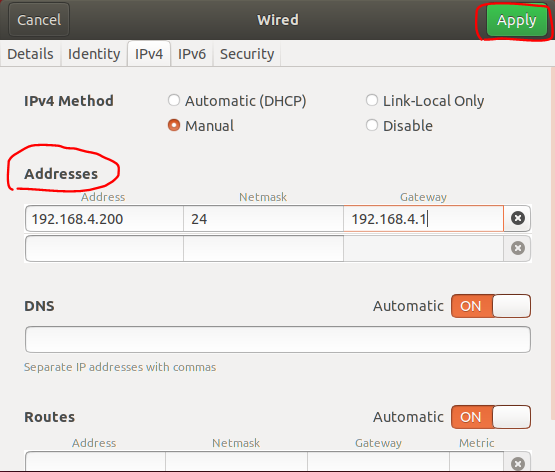 Cancel Wired Apply
Details Identity IPv4 IPv6 Security
IPv4 Method Automatic (DHCP) Link-Local Only
Manual Disable
Addresses
Address Netmask Gateway
192.168.4.200 24 192.168.4.1
DNS Automatic ON
Separate IP addresses with commas
Routes Automatic ON
Address Netmask Gateway Metric